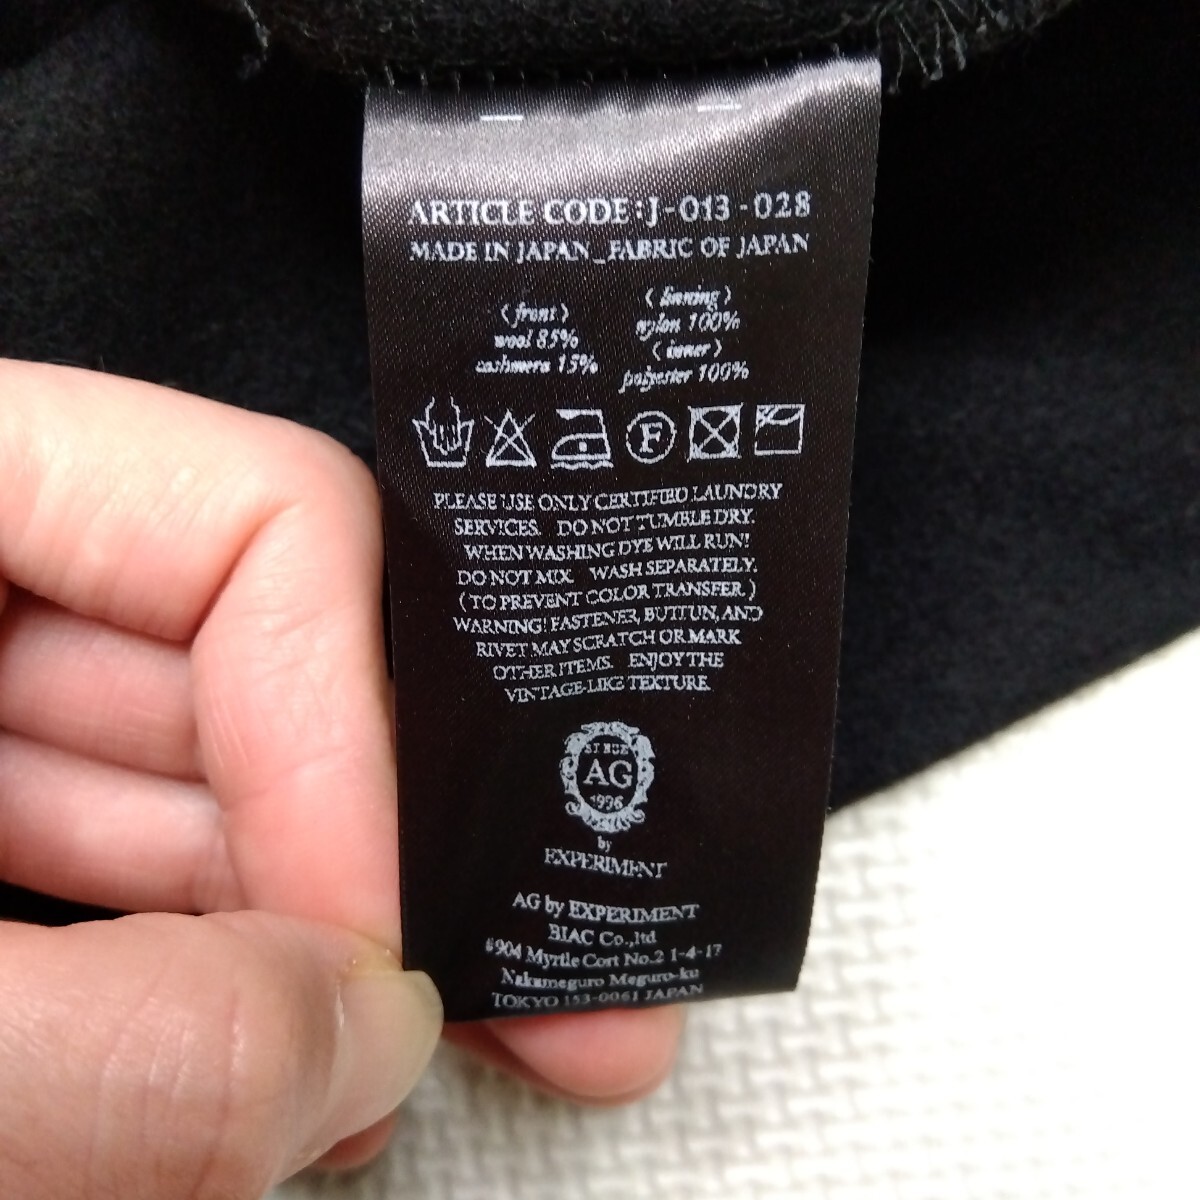 ARTICLE CODE : J-013-028
MADE IN JAPAN_FABRIC OF JAPAN
(front)
wool 85%
cashmera 15%
(linning)
nylon 100%
(inner)
polyester 100%
F
PLEASE USE ONLY CERTIFIED LAUNDRY
SERVICES. DO NOT TUMBLE DRY.
WHEN WASHING DYE WILL RUN!
DO NOT MIX. WASH SEPARATELY.
( TO PREVENT COLOR TRANSFER. )
WARNING! FASTENER, BUTTUN, AND
RIVET MAY SCRATCH OR MARK
OTHER ITEMS. ENJOY THE
VINTAGE-LIKE TEXTURE.
SINCE
AG
1996
by
EXPERIMENT
AG by EXPERIMENT
BIAC Co.,ltd
#904 Myrtle Cort No.2 1-4-17
Nakameguro Meguro-ku
TOKYO 153-0061 JAPAN